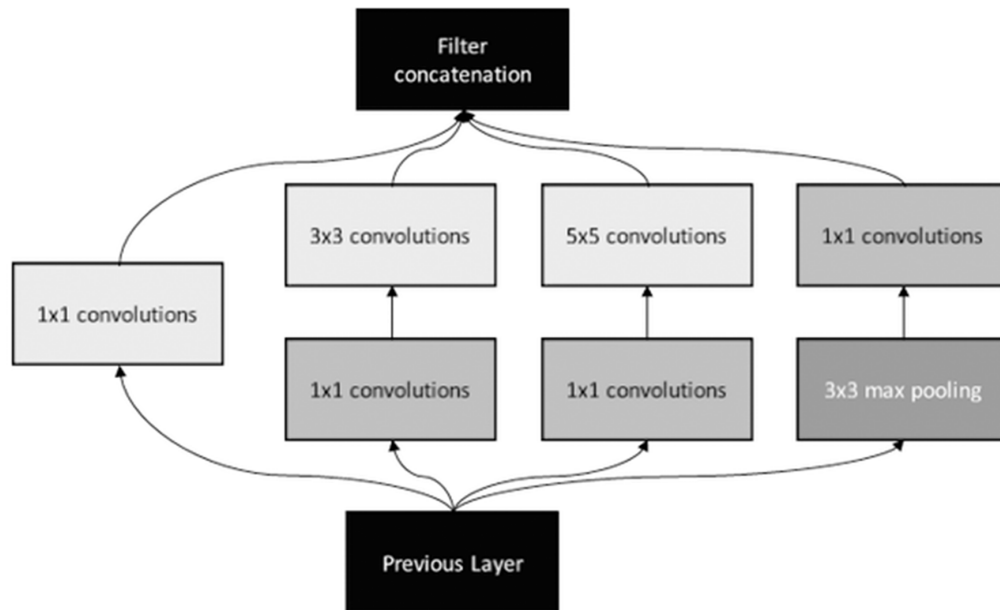 Filter
concatenation
3x3 convolutions
5x5 convolutions
1x1 convolutions
1x1 convolutions
1x1 convolutions
1x1 convolutions
3x3 max pooling
Previous Layer